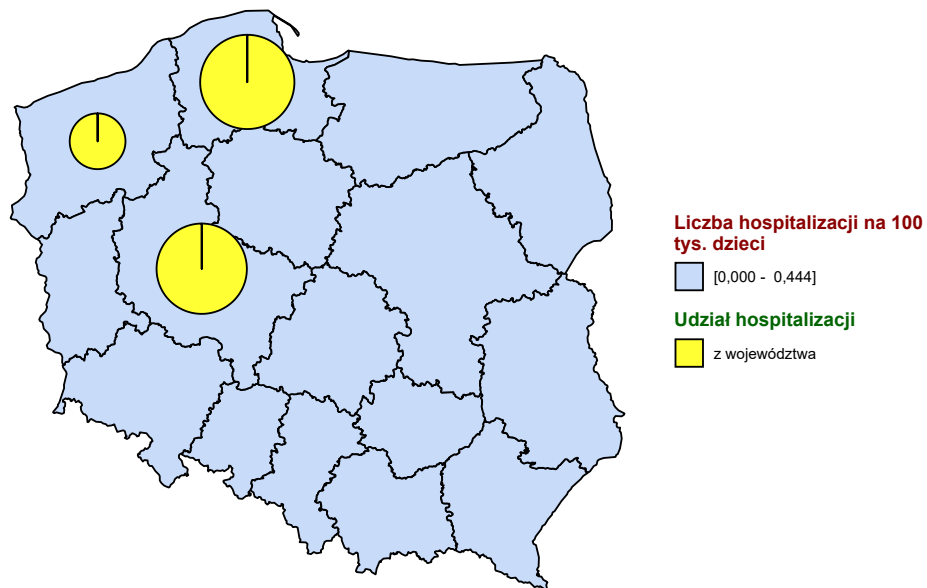 Liczba hospitalizacji na 100
tys. dzieci
[0,000 - 0,444]
Udział hospitalizacji
z województwa